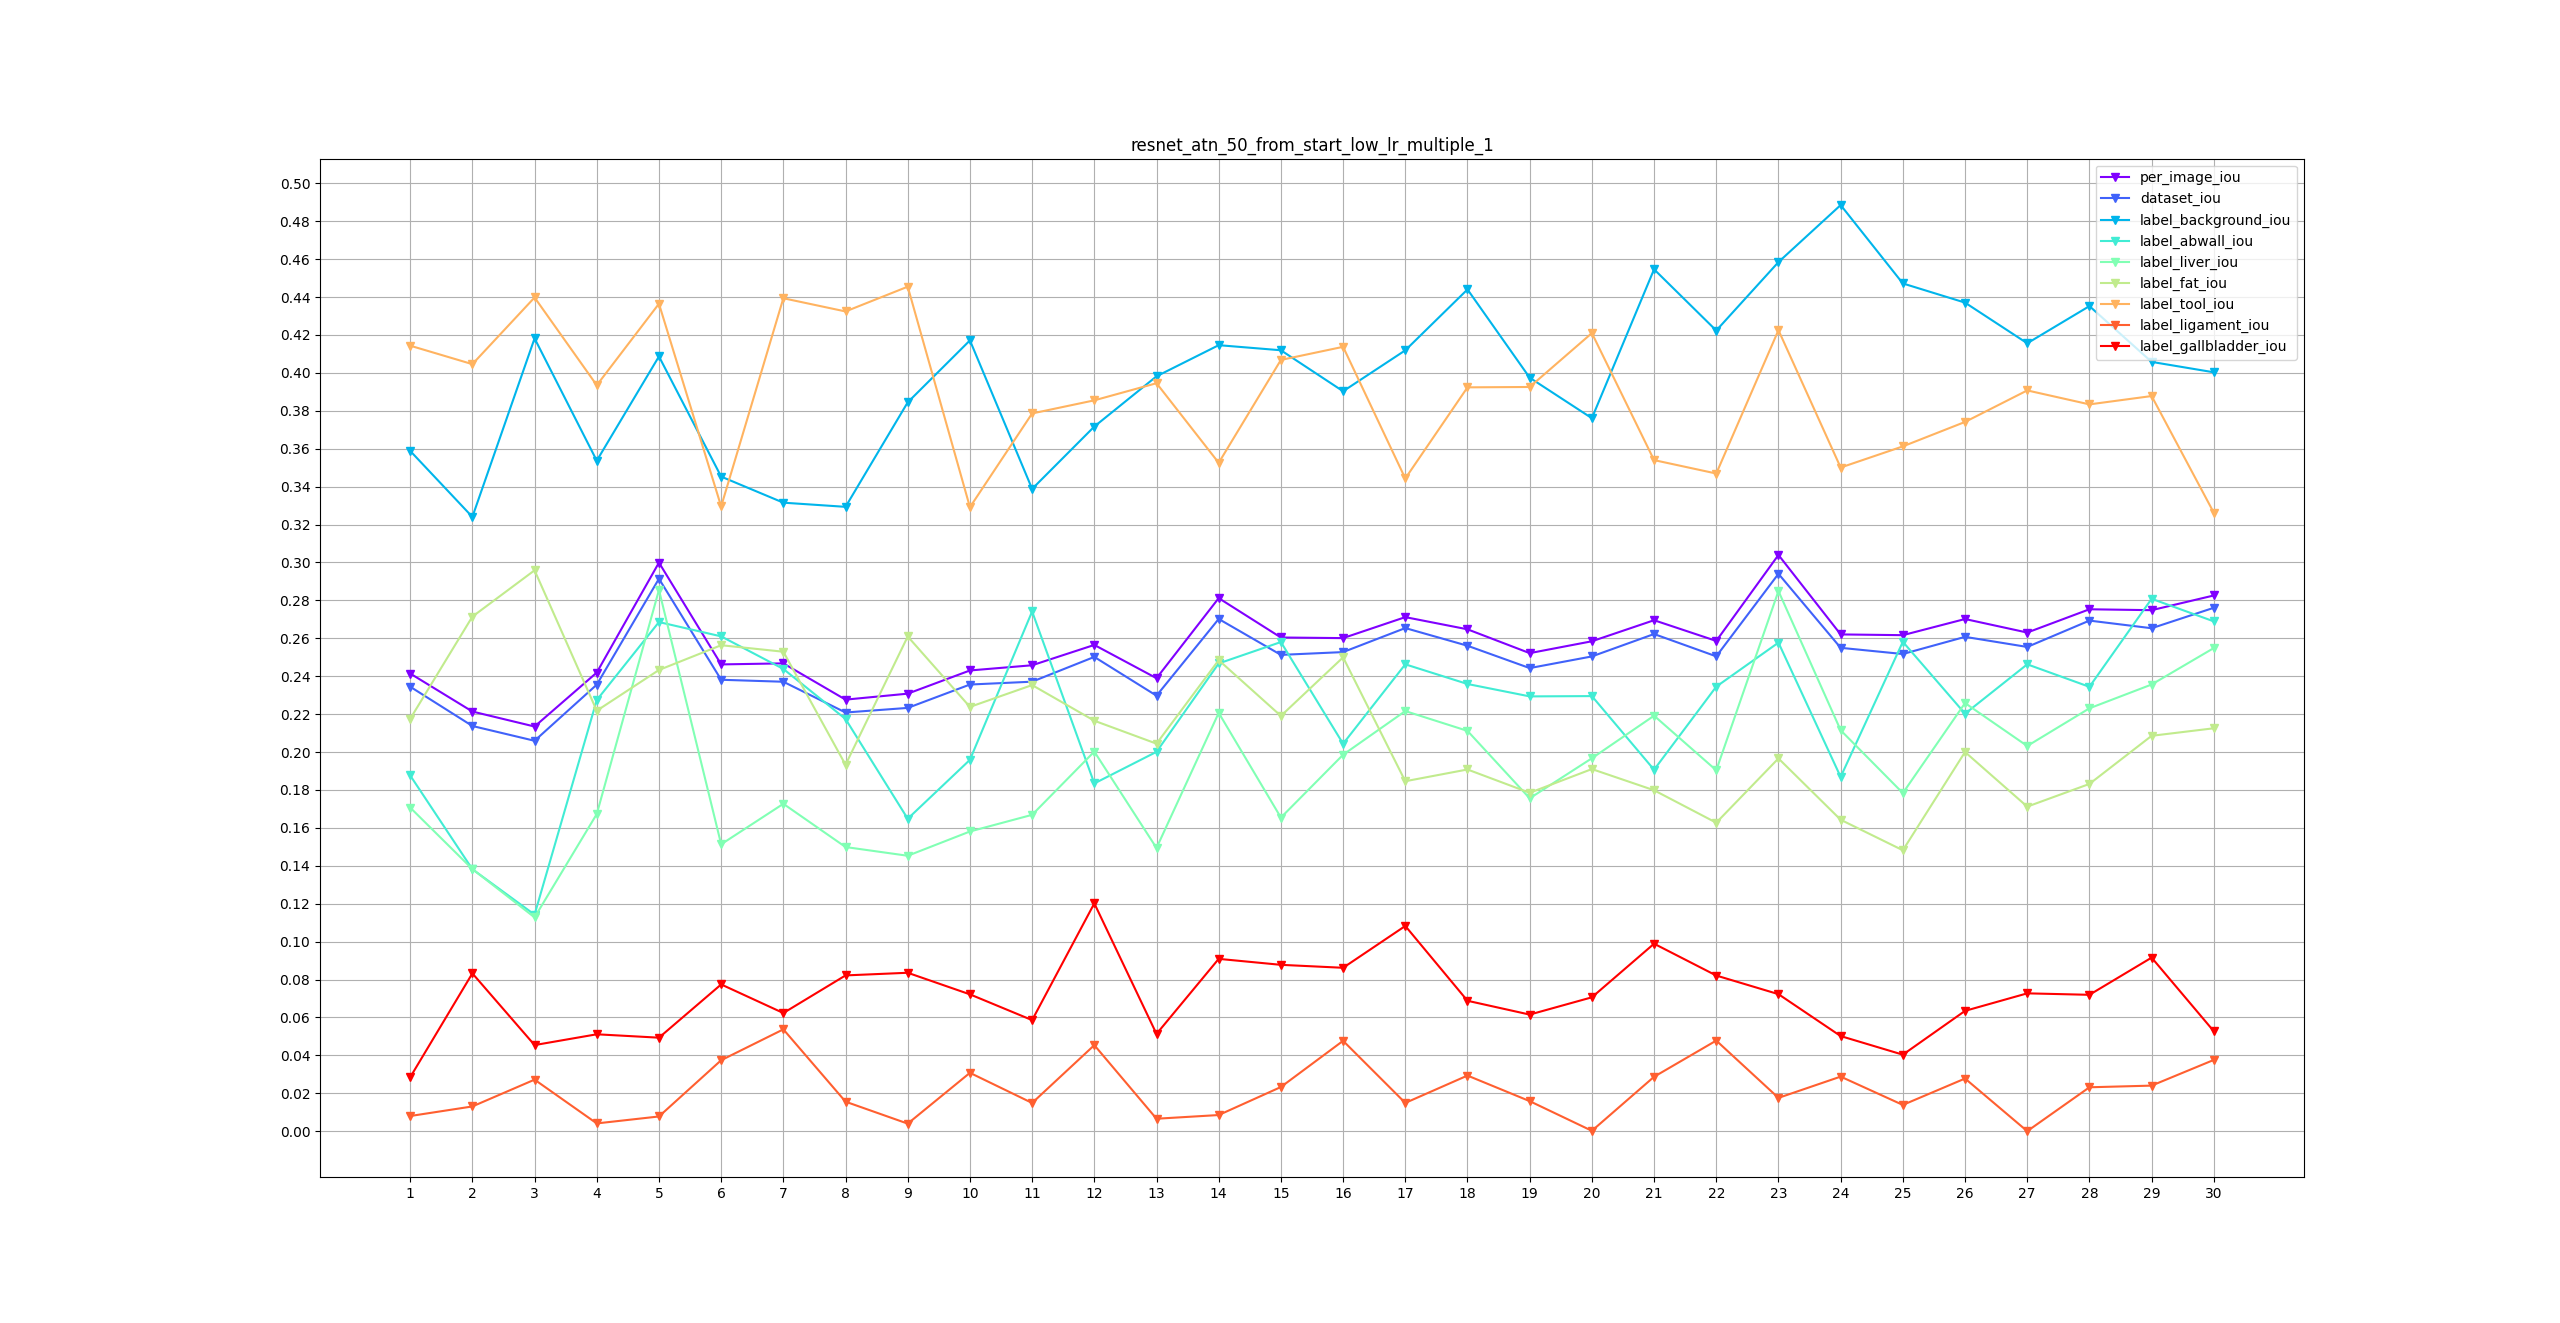 resnet_atn_50_from_start_low_lr_multiple_1
0.50
0.48
0.46
0.44
0.42
0.40
0.38
0.36
0.34
0.32
0.30
0.28
0.26
0.24
0.22
0.20
0.18
0.16
0.14
0.12
0.10
0.08
0.06
0.04
0.02
0.00
per_image_iou
dataset_iou
label_background_iou
label_abwall_iou
label_liver_iou
label_fat_iou
label_tool_iou
label_ligament_iou
label_gallbladder_iou
1 2 3 4 5 6 7 8 9 10 11 12 13 14 15 16 17 18 19 20 21 22 23 24 25 26 27 28 29 30